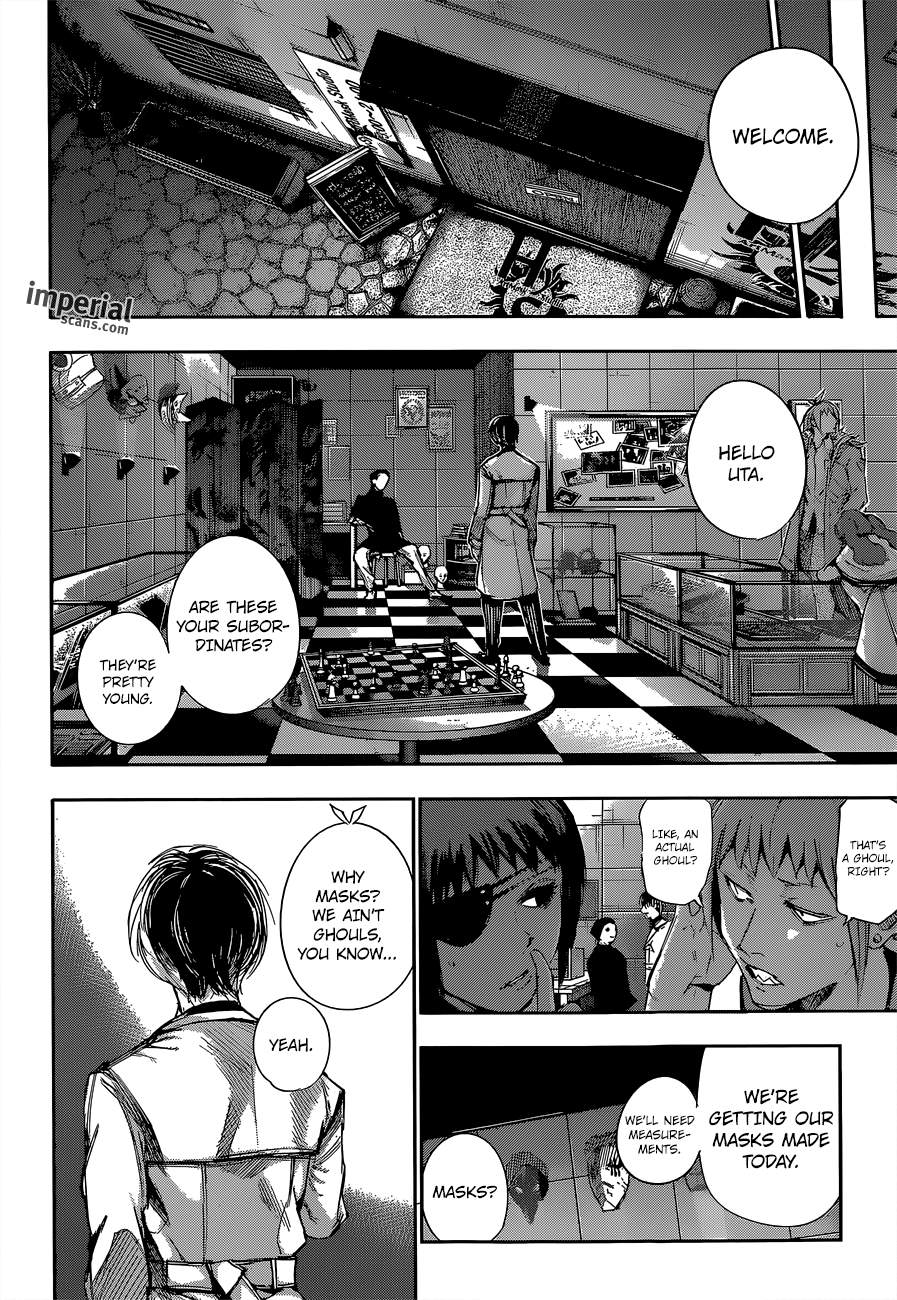 WELCOME.
Mask Studio
H
S
imperial
scans.com
HELLO
UTA.
ARE THESE
YOUR SUBOR-
DINATES?
THEY'RE
PRETTY
YOUNG.
THAT'S
A GHOUL,
RIGHT?
LIKE, AN
ACTUAL
GHOUL?
WE'RE
GETTING OUR
MASKS MADE
TODAY.
WE'LL NEED
MEASURE-
MENTS.
MASKS?
WHY
MASKS?
WE AIN'T
GHOULS,
YOU KNOW...
YEAH.